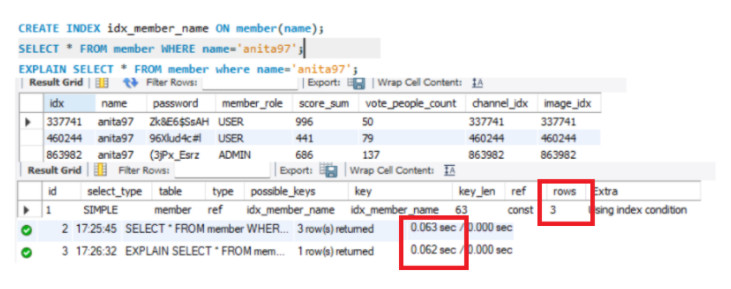 CREATE INDEX idx_member_name ON member(name);
SELECT * FROM member WHERE name='anita97';
EXPLAIN SELECT * FROM member where name='anita97';
Result Grid Filter Rows: Export: Wrap Cell Content: IA
idx name password member_role score_sum vote_people_count channel_idx image_idx
337741 anita97 Zk&E6$SsAH USER 996 50 337741 337741
460244 anita97 96Xlud4c#l USER 441 79 460244 460244
863982 anita97 (3jPx_Esrz ADMIN 686 137 863982 863982
Result Grid Filter Rows: Export: Wrap Cell Content: IA
id select_type table type possible_keys key key_len ref rows Extra
1 SIMPLE member ref idx_member_name idx_member_name 63 const 3 Using index condition
2 17:25:45 SELECT * FROM member WHER... 3 row(s) returned 0.063 sec / 0.000 sec
3 17:26:32 EXPLAIN SELECT * FROM mem... 1 row(s) returned 0.062 sec / 0.000 sec